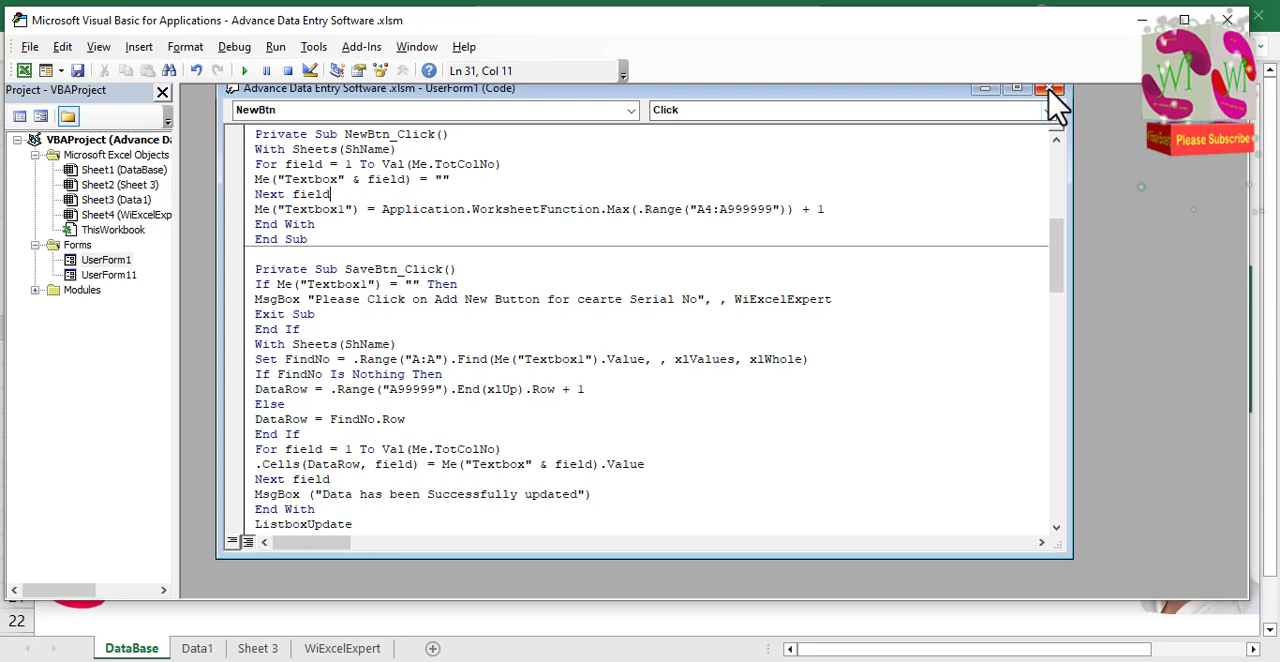 Microsoft Visual Basic for Applications - Advance Data Entry Software .xlsm
File Edit View Insert Format Debug Run Tools Add-Ins Window Help
Ln 31, Col 11
Project - VBAProject
VBAProject (Advance Da
Microsoft Excel Objects
Sheet1 (DataBase)
Sheet2 (Sheet 3)
Sheet3 (Data1)
Sheet4 (WiExcelExp
ThisWorkbook
Forms
UserForm1
UserForm11
Modules
Advance Data Entry Software .xlsm - UserForm1 (Code)
NewBtn Click
Private Sub NewBtn_Click()
With Sheets(ShName)
For field = 1 To Val(Me.TotColNo)
Me("Textbox" & field) = ""
Next field
Me("Textbox1") = Application.WorksheetFunction.Max(.Range("A4:A999999")) + 1
End With
End Sub
Private Sub SaveBtn_Click()
If Me("Textbox1") = "" Then
MsgBox "Please Click on Add New Button for cearte Serial No", , WiExcelExpert
Exit Sub
End If
With Sheets(ShName)
Set FindNo = .Range("A:A").Find(Me("Textbox1").Value, , xlValues, xlWhole)
If FindNo Is Nothing Then
DataRow = .Range("A99999").End(xlUp).Row + 1
Else
DataRow = FindNo.Row
End If
For field = 1 To Val(Me.TotColNo)
.Cells(DataRow, field) = Me("Textbox" & field).Value
Next field
MsgBox ("Data has been Successfully updated")
End With
ListboxUpdate
Wi Wi
Please Subscribe
22
DataBase Data1 Sheet 3 WiExcelExpert